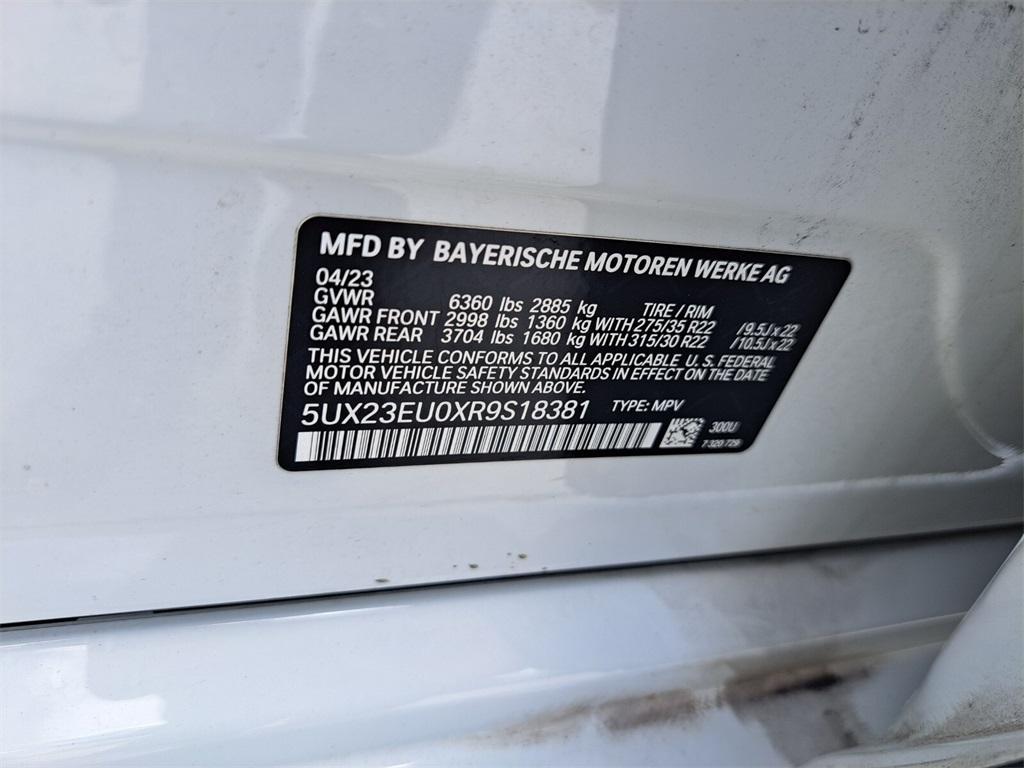 MFD BY BAYERISCHE MOTOREN WERKE AG
04/23
GVWR 6360 lbs 2885 kg TIRE / RIM
GAWR FRONT 2998 lbs 1360 kg WITH 275/35 R22 /9.5Jx22
GAWR REAR 3704 lbs 1680 kg WITH 315/30 R22 /10.5Jx22
THIS VEHICLE CONFORMS TO ALL APPLICABLE U.S. FEDERAL
MOTOR VEHICLE SAFETY STANDARDS IN EFFECT ON THE DATE
OF MANUFACTURE SHOWN ABOVE.
5UX23EU0XR9S18381 TYPE: MPV
300U
7 320 729